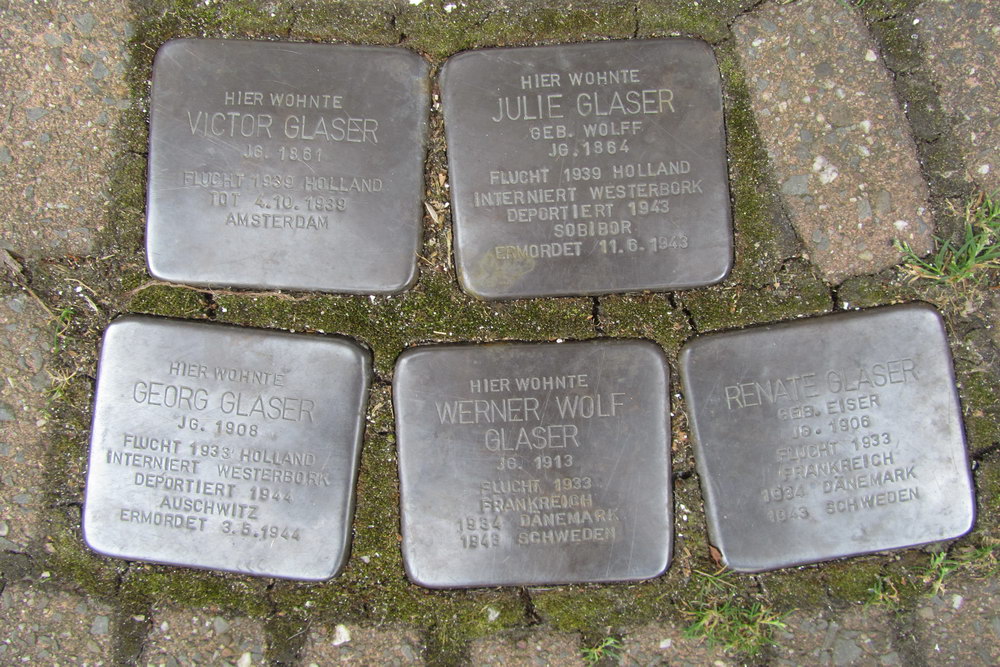 HIER WOHNTE
VICTOR GLASER
JG. 1861
FLUCHT 1939 HOLLAND
TOT 4.10.1939
AMSTERDAM
HIER WOHNTE
JULIE GLASER
GEB. WOLFF
JG. 1864
FLUCHT 1939 HOLLAND
INTERNIERT WESTERBORK
DEPORTIERT 1943
SOBIBOR
ERMORDET 11.6.1943
HIER WOHNTE
GEORG GLASER
JG. 1908
FLUCHT 1933 HOLLAND
INTERNIERT WESTERBORK
DEPORTIERT 1944
AUSCHWITZ
ERMORDET 3.5.1944
HIER WOHNTE
WERNER WOLF
GLASER
JG. 1913
FLUCHT 1933
FRANKREICH
1934 DÄNEMARK
1943 SCHWEDEN
RENATE GLASER
GEB. EISER
JG. 1906
FLUCHT 1933
FRANKREICH
1934 DÄNEMARK
1943 SCHWEDEN